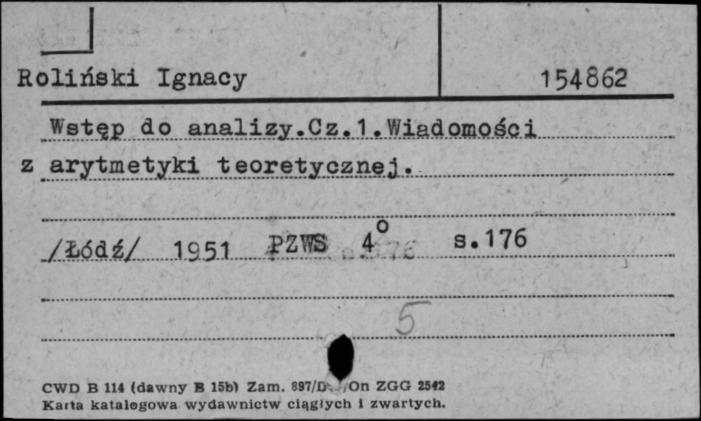 Roliński Ignacy 154862
Wstęp do analizy.Cz.1.Wiadomości
z arytmetyki teoretycznej.
/Łódź/ 1951 PZWS 4° s.176
5
CWD B 114 (dawny B 15b) Zam. 897/D /On ZGG 2542
Karta katalogowa wydawnictw ciągłych i zwartych.